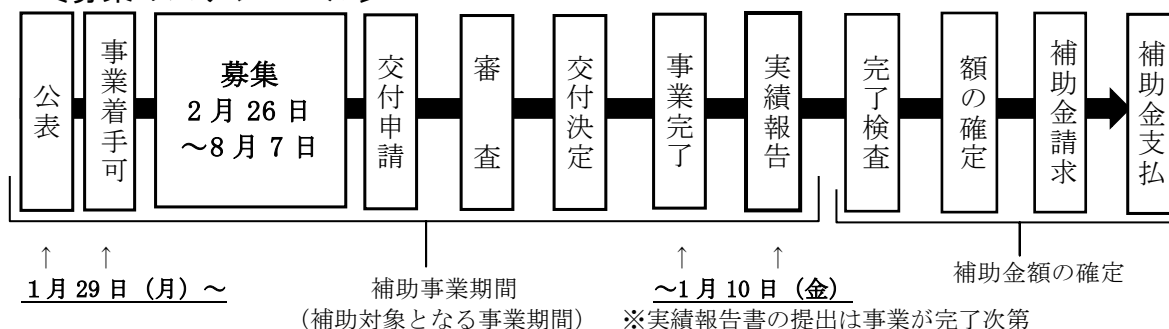 公表
事業着手可
募集
2月26日
～8月7日
交付申請
審査
交付決定
事業完了
実績報告
完了検査
額の確定
補助金請求
補助金支払
↑ ↑ ↑ ↑
1月29日（月）～
補助事業期間
（補助対象となる事業期間）
～1月10日（金）
※実績報告書の提出は事業が完了次第
補助金額の確定